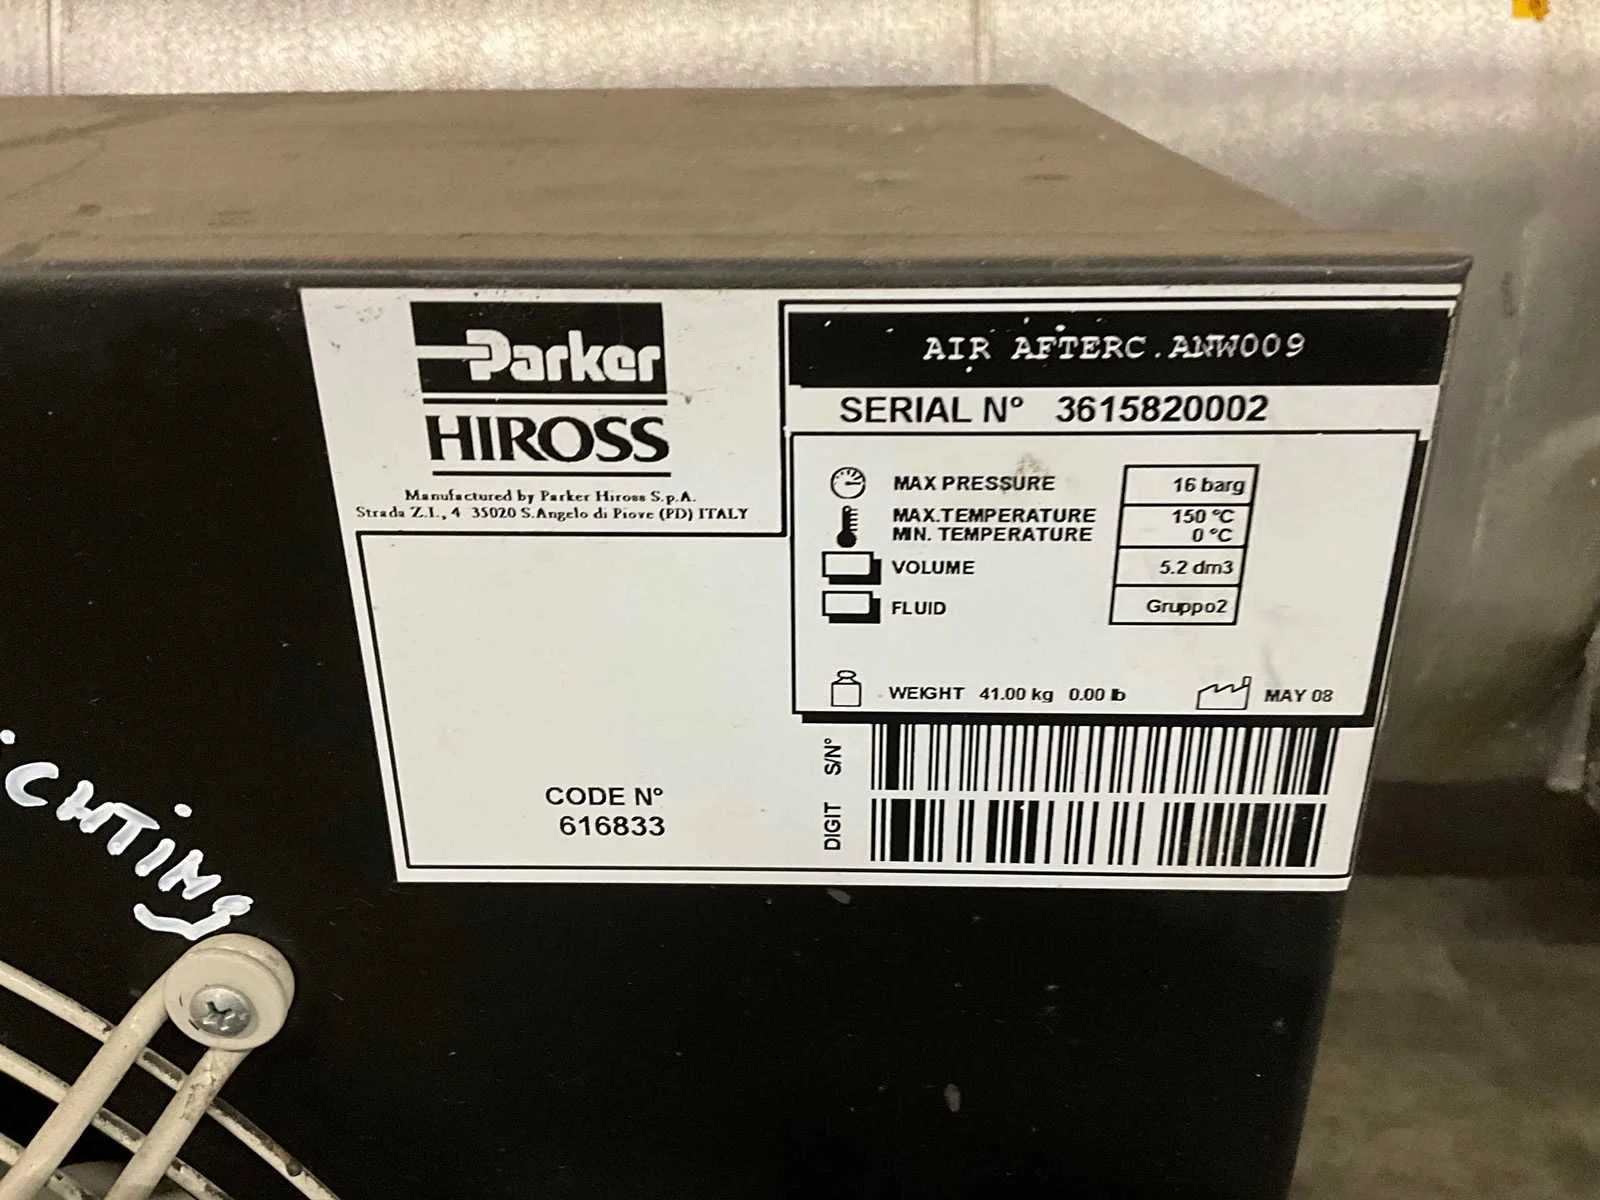 Parker
HIROSS
Manufactured by Parker Hiross S.p.A.
Strada Z.I., 4 35020 S.Angelo di Piove (PD) ITALY
AIR AFTERC.ANW009
SERIAL N° 3615820002
MAX PRESSURE 16 barg
MAX.TEMPERATURE 150 °C
MIN. TEMPERATURE 0 °C
VOLUME 5.2 dm3
FLUID Gruppo2
WEIGHT 41.00 kg 0.00 lb MAY 08
CODE N°
616833
S/N°
DIGIT